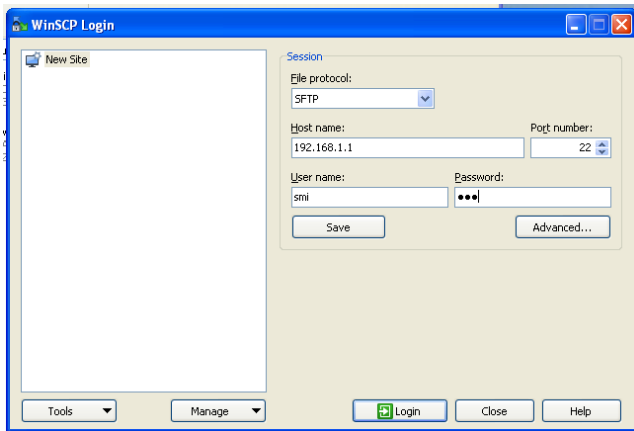 WinSCP Login
New Site
Session
File protocol:
SFTP
Host name: Port number:
192.168.1.1 22
User name: Password:
smi ●●●
Save Advanced...
Tools Manage Login Close Help